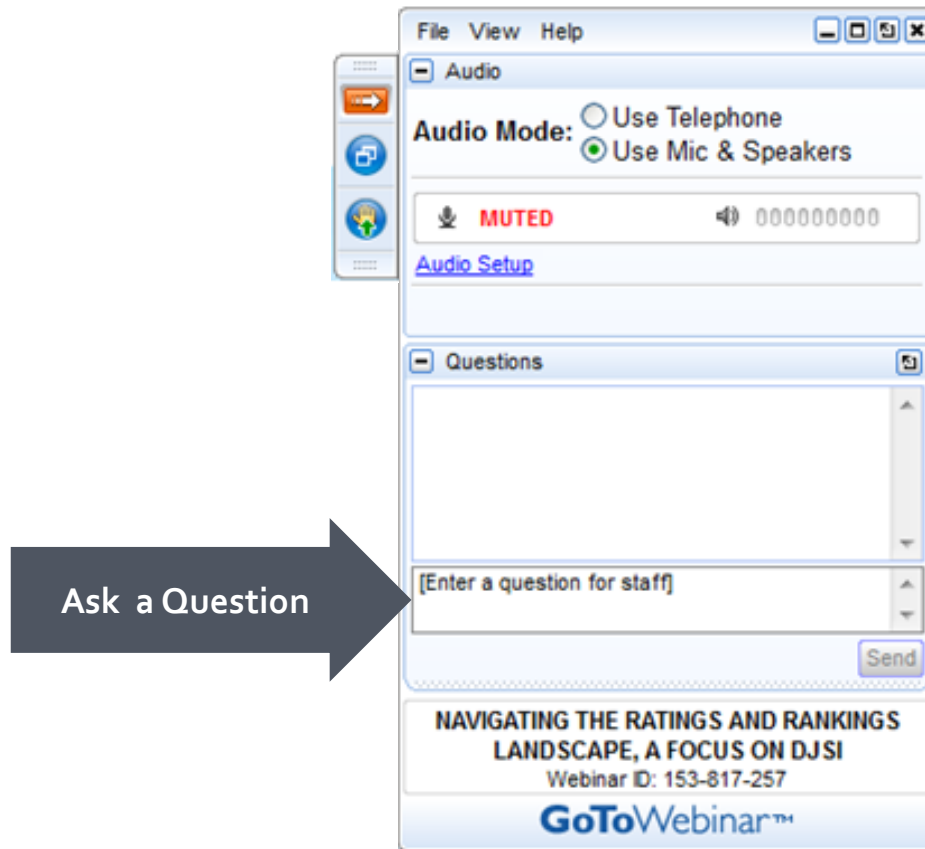 File View Help
Audio
Audio Mode:
Use Telephone
Use Mic & Speakers
MUTED
000000000
Audio Setup
Questions
Ask a Question
[Enter a question for staff]
Send
NAVIGATING THE RATINGS AND RANKINGS
LANDSCAPE, A FOCUS ON DJSI
Webinar ID: 153-817-257
GoToWebinar™